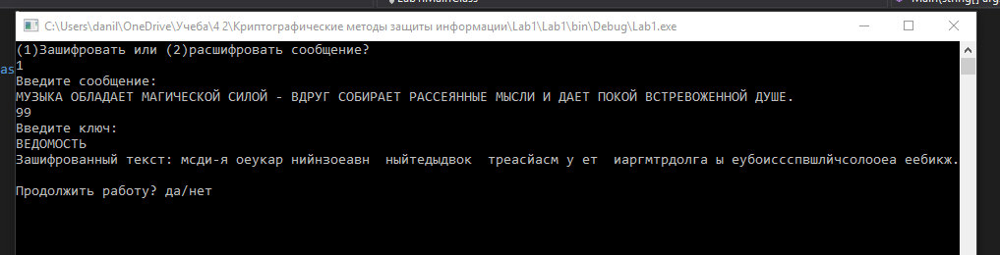 C:\Users\danil\OneDrive\Учеба\4.2\Криптографические методы защиты информации\Lab1\Lab1\bin\Debug\Lab1.exe
as
(1)Зашифровать или (2)расшифровать сообщение?
1
Введите сообщение:
МУЗЫКА ОБЛАДАЕТ МАГИЧЕСКОЙ СИЛОЙ - ВДРУГ СОБИРАЕТ РАССЕЯННЫЕ МЫСЛИ И ДАЕТ ПОКОЙ ВСТРЕВОЖЕННОЙ ДУШЕ.
99
Введите ключ:
ВЕДОМОСТЬ
Зашифрованный текст: мсди-я оеукар нийнзоеавн  ныйтедыдвок  треасйасм у ет  иаргмтрдолга ы еубоиссспвшлйчсолооеа еебикж.
Продолжить работу? да/нет